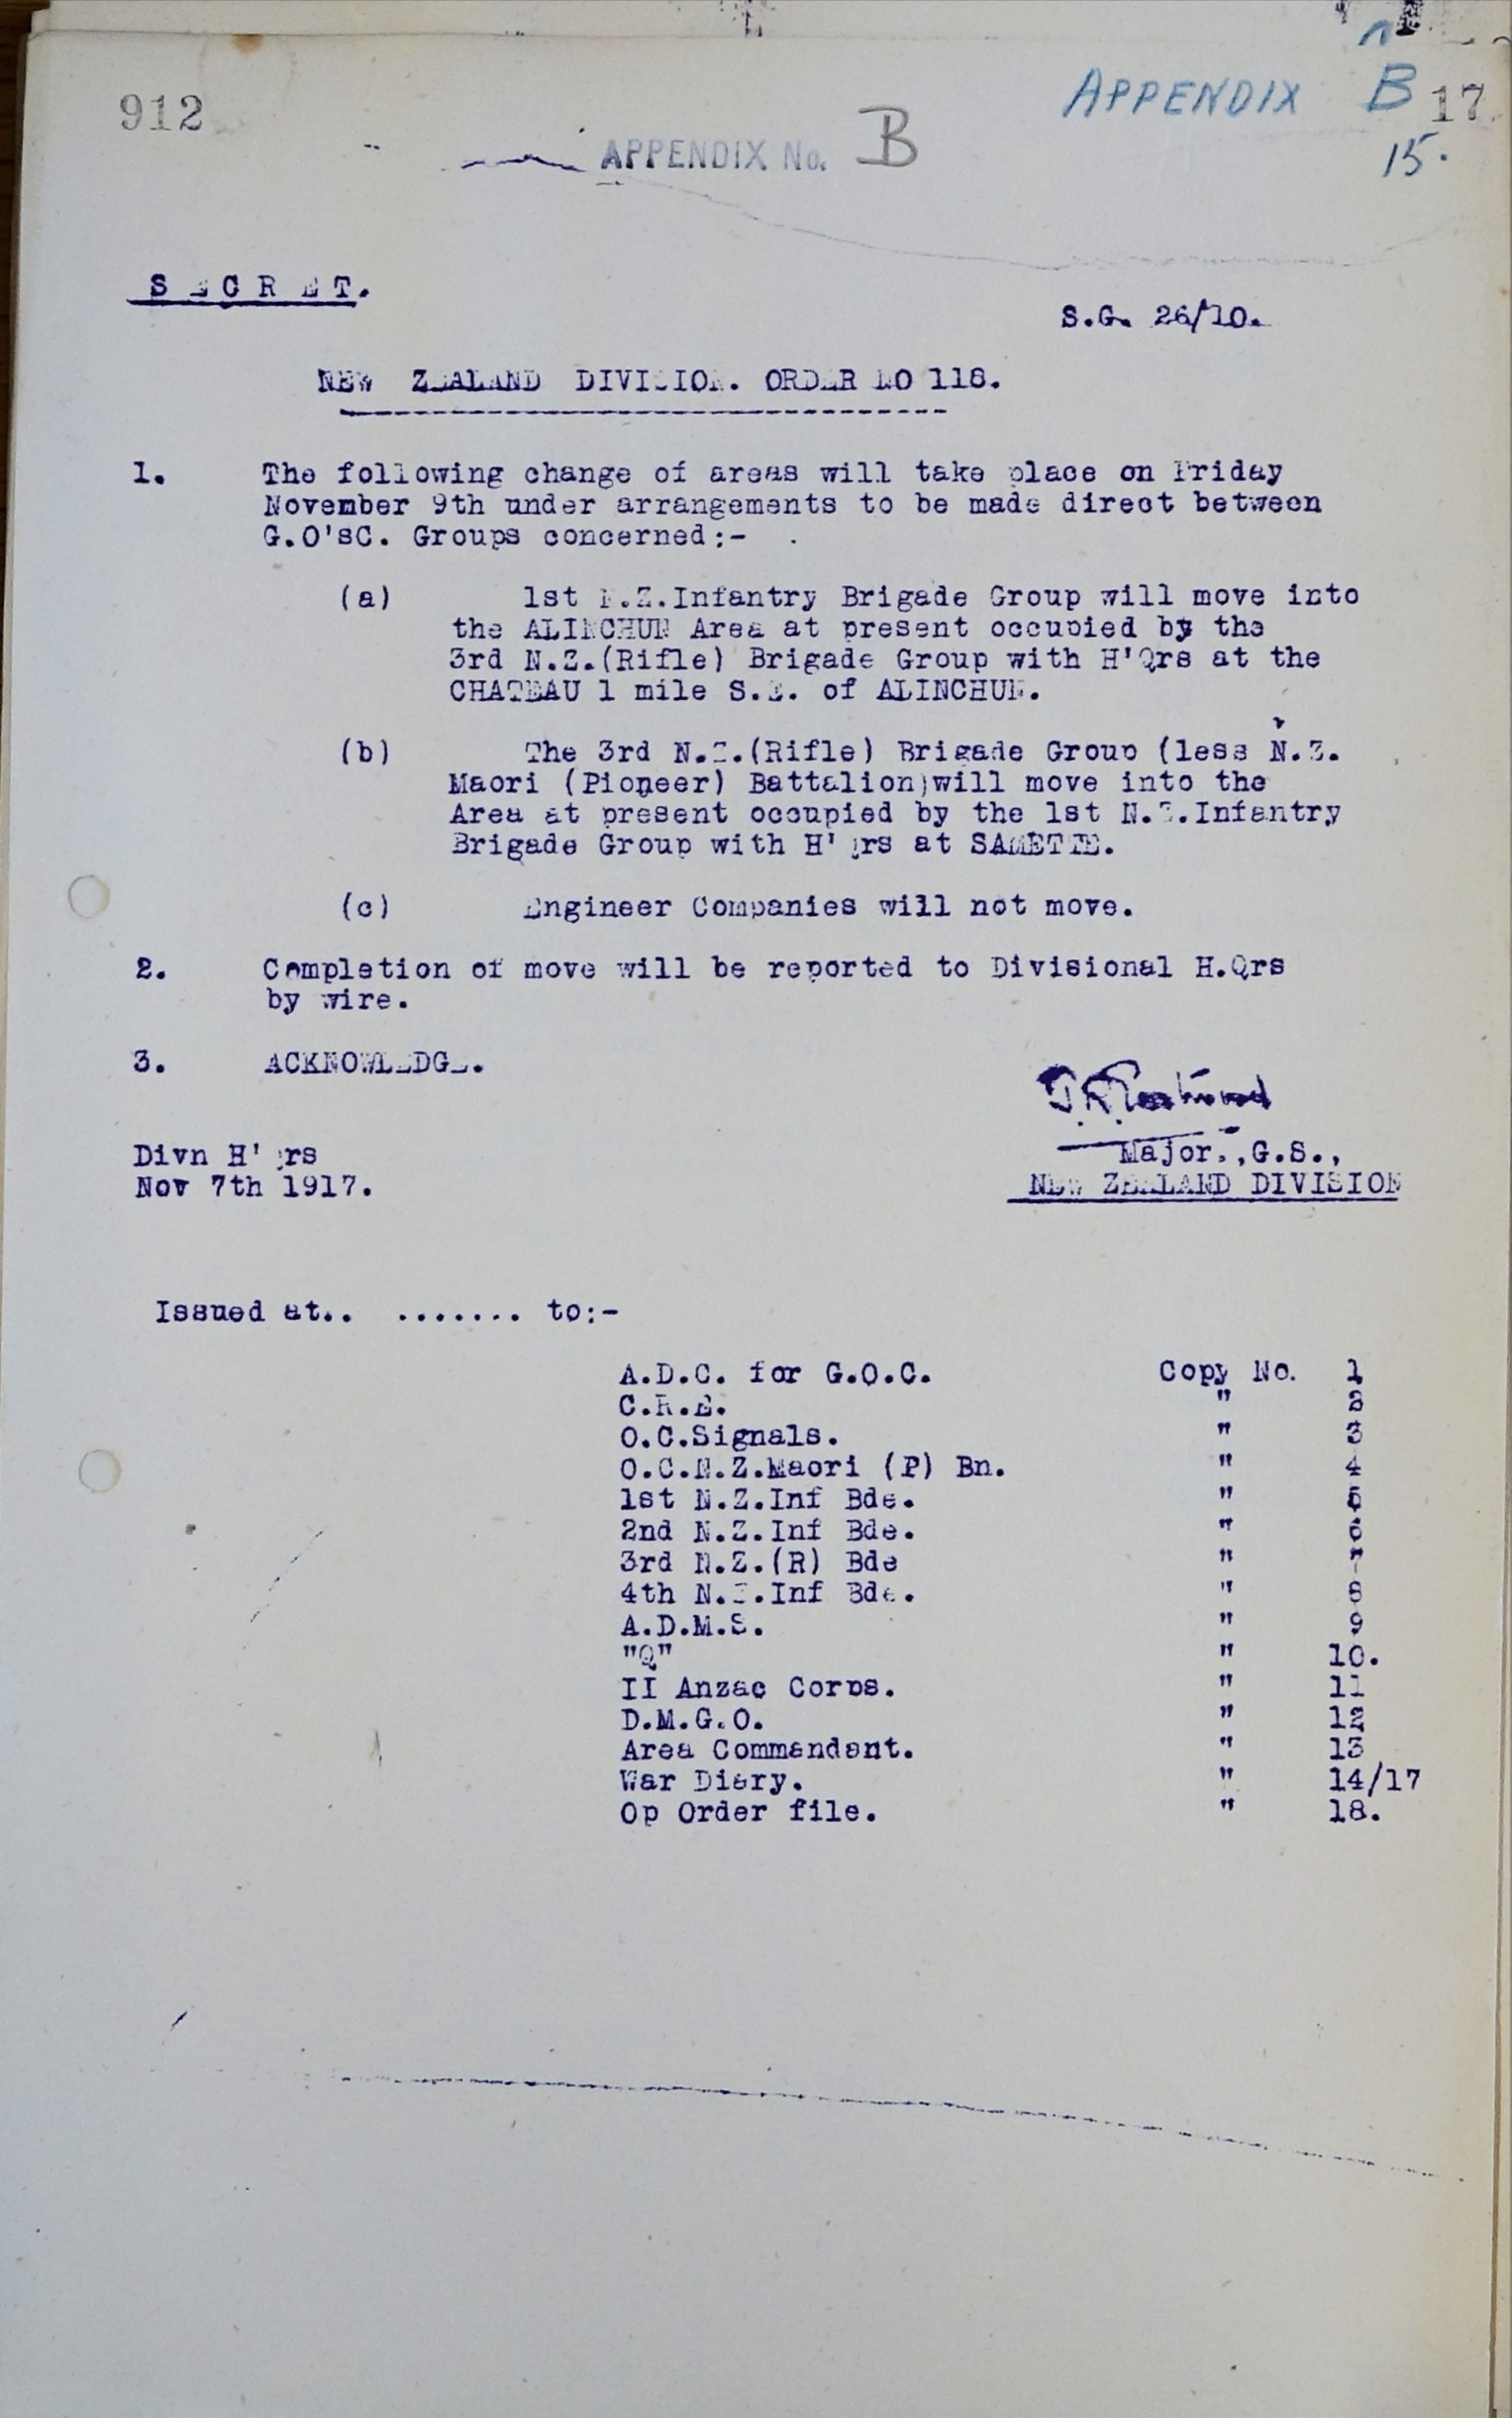 912
APPENDIX B 17
APPENDIX No. B
15.
SECRET.
S.G. 26/10.
NEW ZEALAND DIVISION. ORDER NO 118.
1. The following change of areas will take place on Friday
November 9th under arrangements to be made direct between
G.O'sC. Groups concerned:-
(a) 1st N.Z.Infantry Brigade Group will move into
the ALINCHUN Area at present occupied by the
3rd N.Z.(Rifle) Brigade Group with H'Qrs at the
CHATEAU 1 mile S.E. of ALINCHUN.
(b) The 3rd N.Z.(Rifle) Brigade Group (less N.Z.
Maori (Pioneer) Battalion)will move into the
Area at present occupied by the 1st N.Z.Infantry
Brigade Group with H'Qrs at SAMETTE.
(c) Engineer Companies will not move.
2. Completion of move will be reported to Divisional H.Qrs
by wire.
3. ACKNOWLEDGE.
Divn H'Qrs
Major.,G.S.,
Nov 7th 1917.
NEW ZEALAND DIVISION
Issued at.. ....... to:-
A.D.C. for G.O.C. Copy No. 1
C.R.E. " 2
O.C.Signals. " 3
O.C.N.Z.Maori (P) Bn. " 4
1st N.Z.Inf Bde. " 5
2nd N.Z.Inf Bde. " 6
3rd N.Z.(R) Bde " 7
4th N.Z.Inf Bde. " 8
A.D.M.S. " 9
"Q" " 10.
II Anzac Corps. " 11
D.M.G.O. " 12
Area Commandant. " 13
War Diary. " 14/17
Op Order file. " 18.